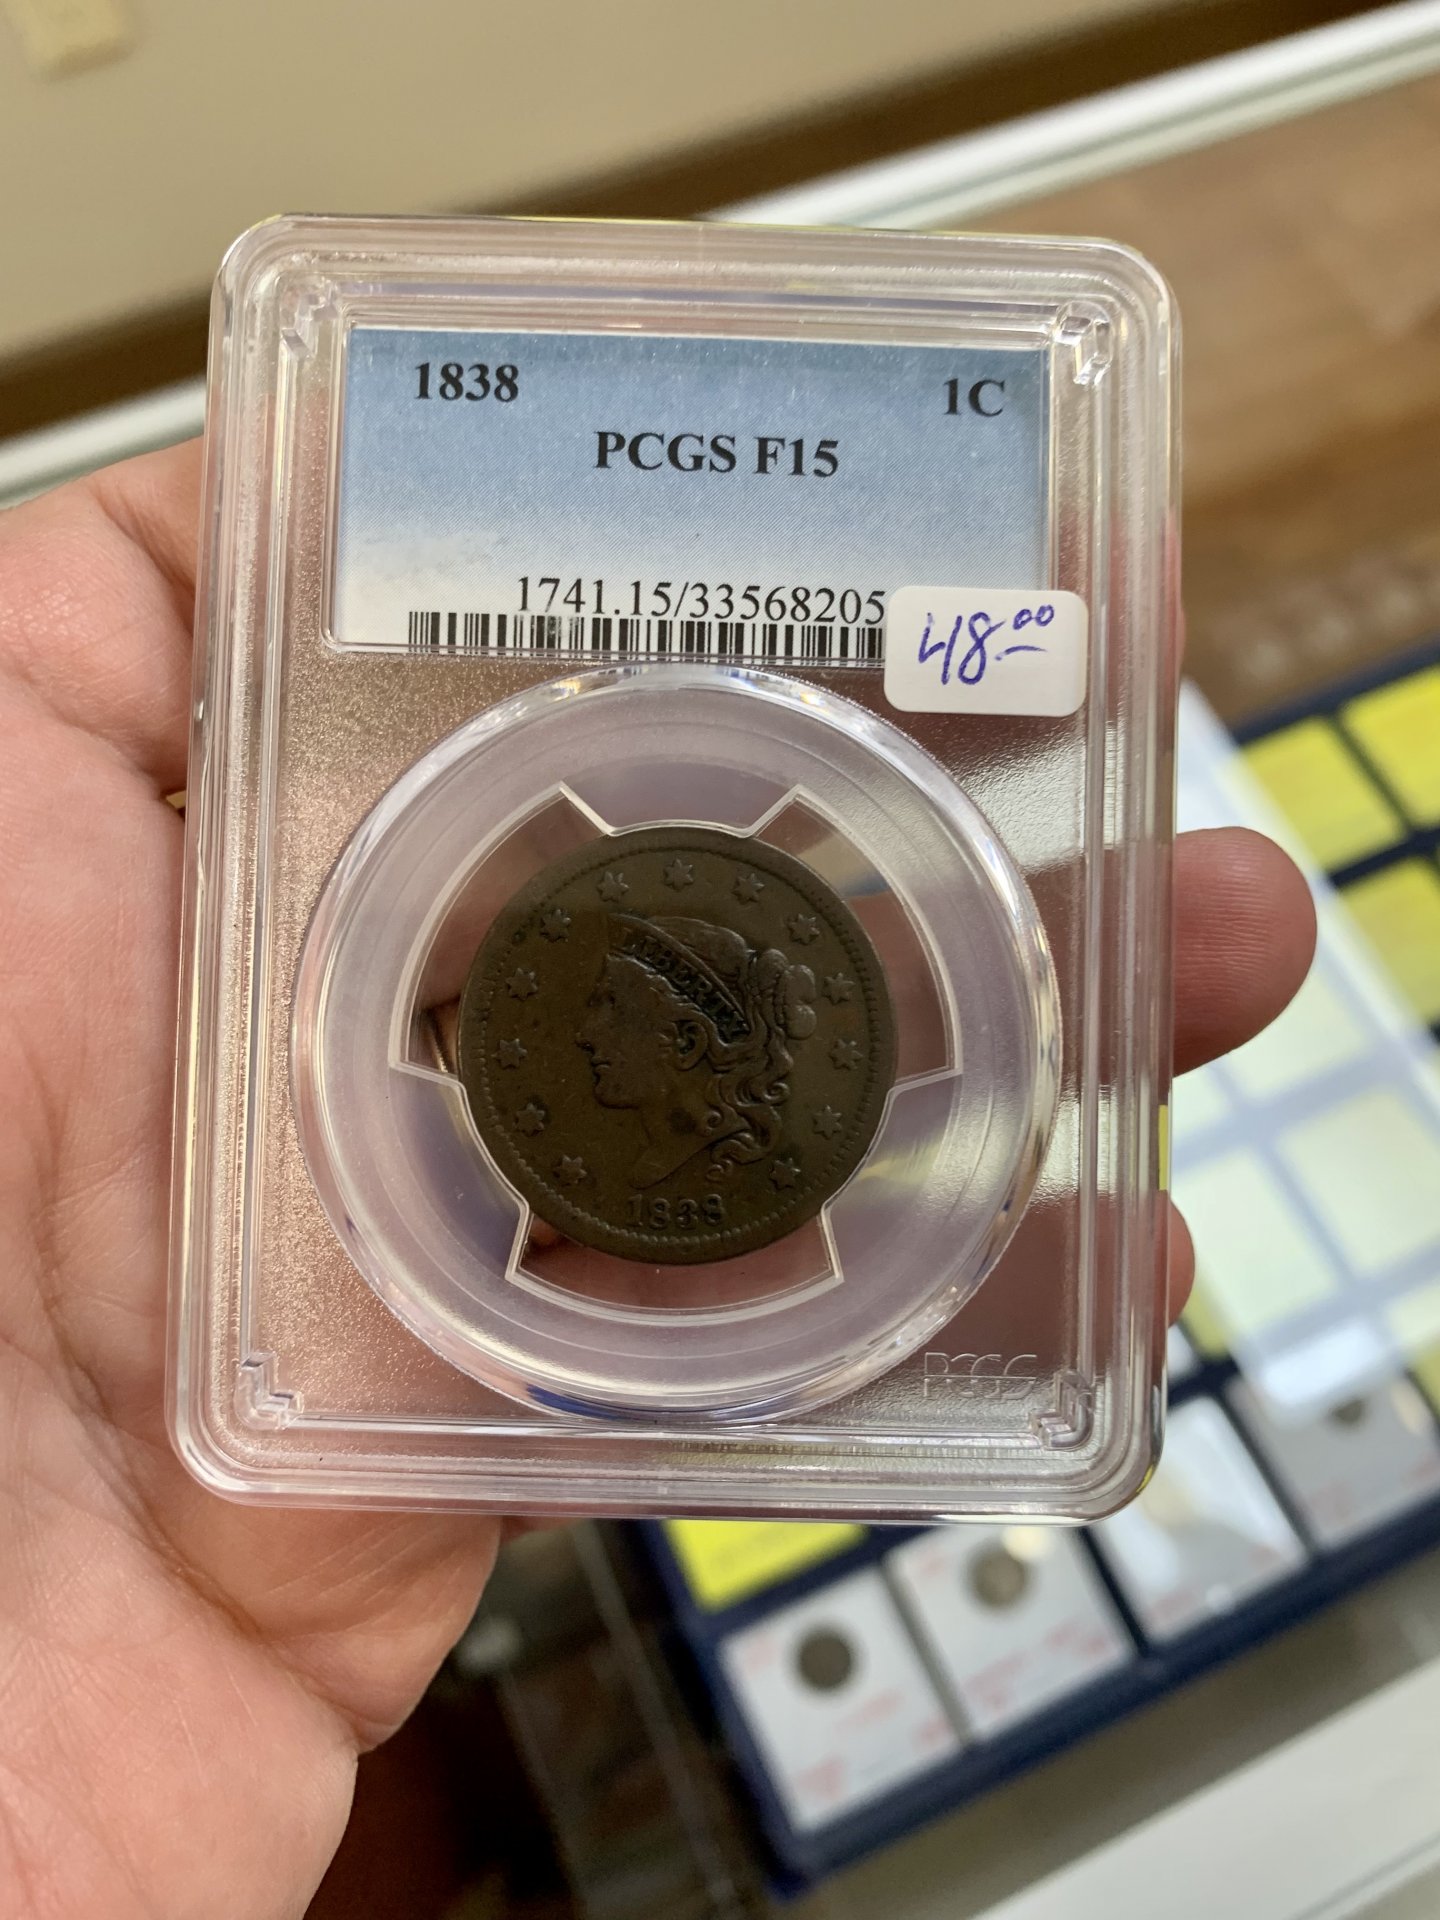 1838 1C
PCGS F15
1741.15/33568205
48.00
LIBERTY
1838
PCGS